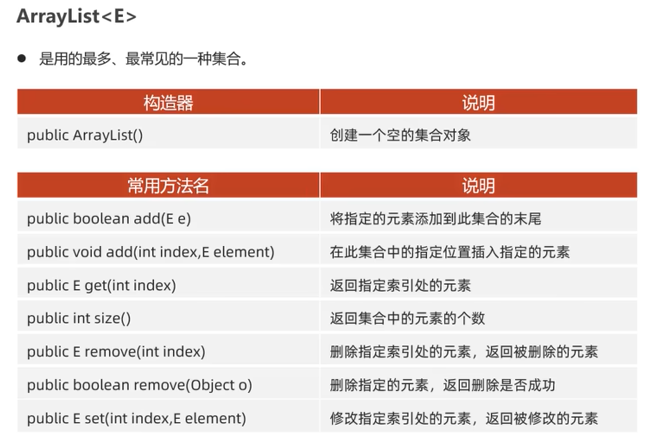 ArrayList<E>
● 是用的最多、最常见的一种集合。
构造器 说明
public ArrayList() 创建一个空的集合对象
常用方法名 说明
public boolean add(E e) 将指定的元素添加到此集合的末尾
public void add(int index,E element) 在此集合中的指定位置插入指定的元素
public E get(int index) 返回指定索引处的元素
public int size() 返回集合中的元素的个数
public E remove(int index) 删除指定索引处的元素，返回被删除的元素
public boolean remove(Object o) 删除指定的元素，返回删除是否成功
public E set(int index,E element) 修改指定索引处的元素，返回被修改的元素